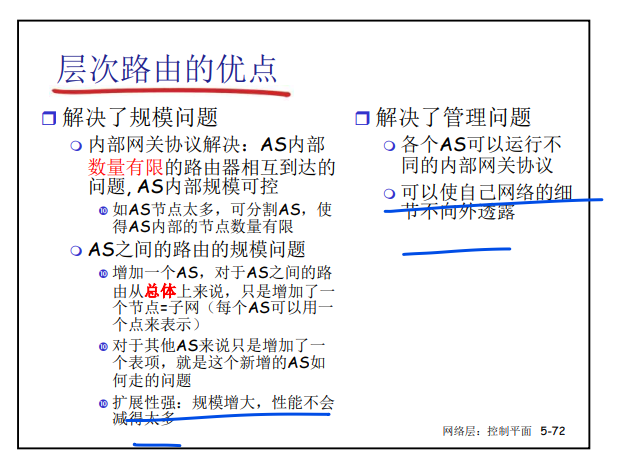 层次路由的优点
解决了规模问题
内部网关协议解决：AS内部
数量有限的路由器相互到达的
问题, AS内部规模可控
如AS节点太多，可分割AS，使
得AS内部的节点数量有限
AS之间的路由的规模问题
增加一个AS，对于AS之间的路
由从总体上来说，只是增加了一
个节点=子网（每个AS可以用一
个点来表示）
对于其他AS来说只是增加了一
个表项，就是这个新增的AS如
何走的问题
扩展性强：规模增大，性能不会
减得太多
解决了管理问题
各个AS可以运行不
同的内部网关协议
可以使自己网络的细
节不向外透露
网络层：控制平面 5-72